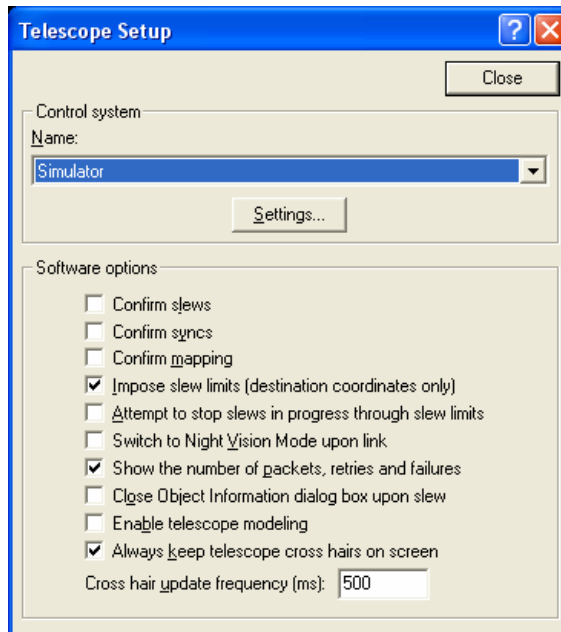 Telescope Setup
Close
Control system
Name:
Simulator
Settings...
Software options
Confirm slews
Confirm syncs
Confirm mapping
Impose slew limits (destination coordinates only)
Attempt to stop slews in progress through slew limits
Switch to Night Vision Mode upon link
Show the number of packets, retries and failures
Close Object Information dialog box upon slew
Enable telescope modeling
Always keep telescope cross hairs on screen
Cross hair update frequency (ms): 500